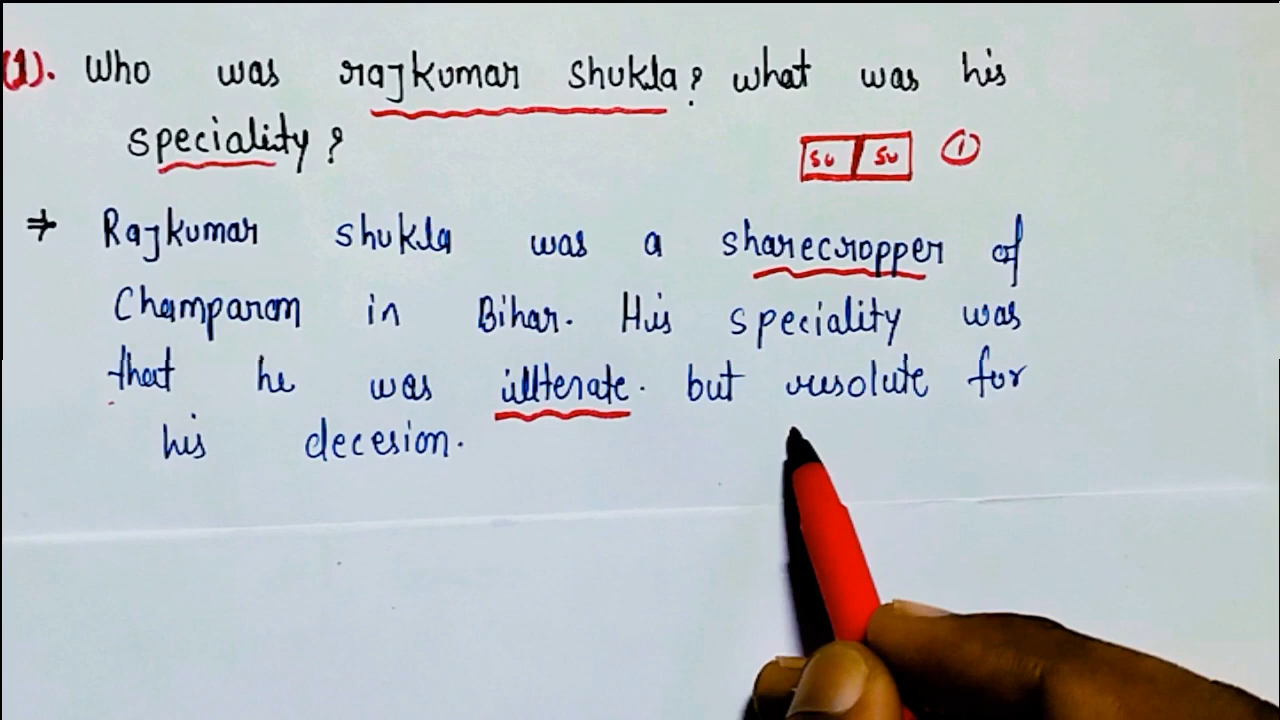 (1). Who was rajkumar shukla? what was his
speciality?
su su 1
⇒ Rajkumar shukla was a sharecropper of
Champaran in Bihar. His speciality was
that he was illterate. but resolute for
his decesion.